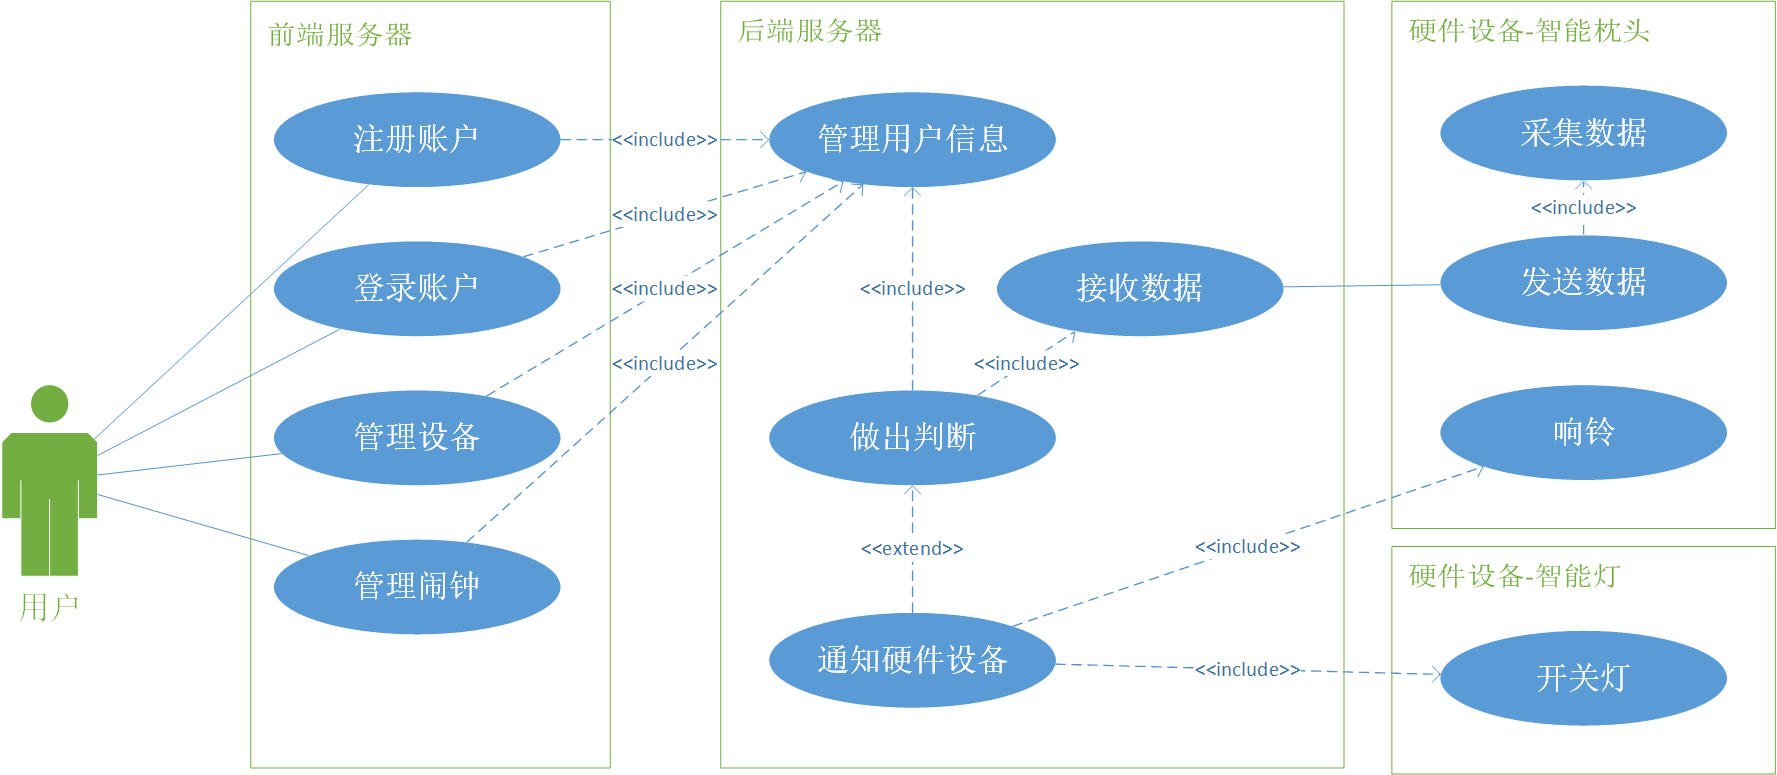 前端服务器
后端服务器
硬件设备-智能枕头
注册账户
<<include>>
管理用户信息
采集数据
<<include>>
<<include>>
登录账户
<<include>>
<<include>>
接收数据
发送数据
<<include>>
<<include>>
管理设备
做出判断
响铃
<<extend>>
<<include>>
硬件设备-智能灯
管理闹钟
用户
通知硬件设备
<<include>>
开关灯